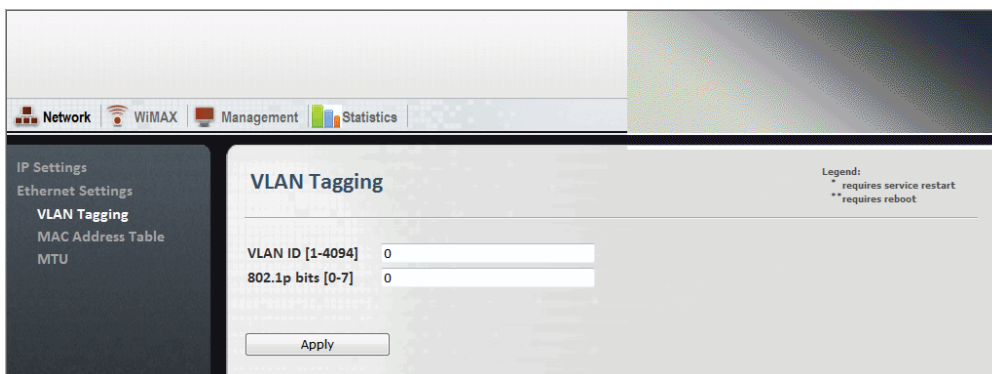 Network WiMAX Management Statistics
IP Settings
Ethernet Settings
VLAN Tagging
MAC Address Table
MTU
VLAN Tagging
Legend:
* requires service restart
**requires reboot
VLAN ID [1-4094] 0
802.1p bits [0-7] 0
Apply